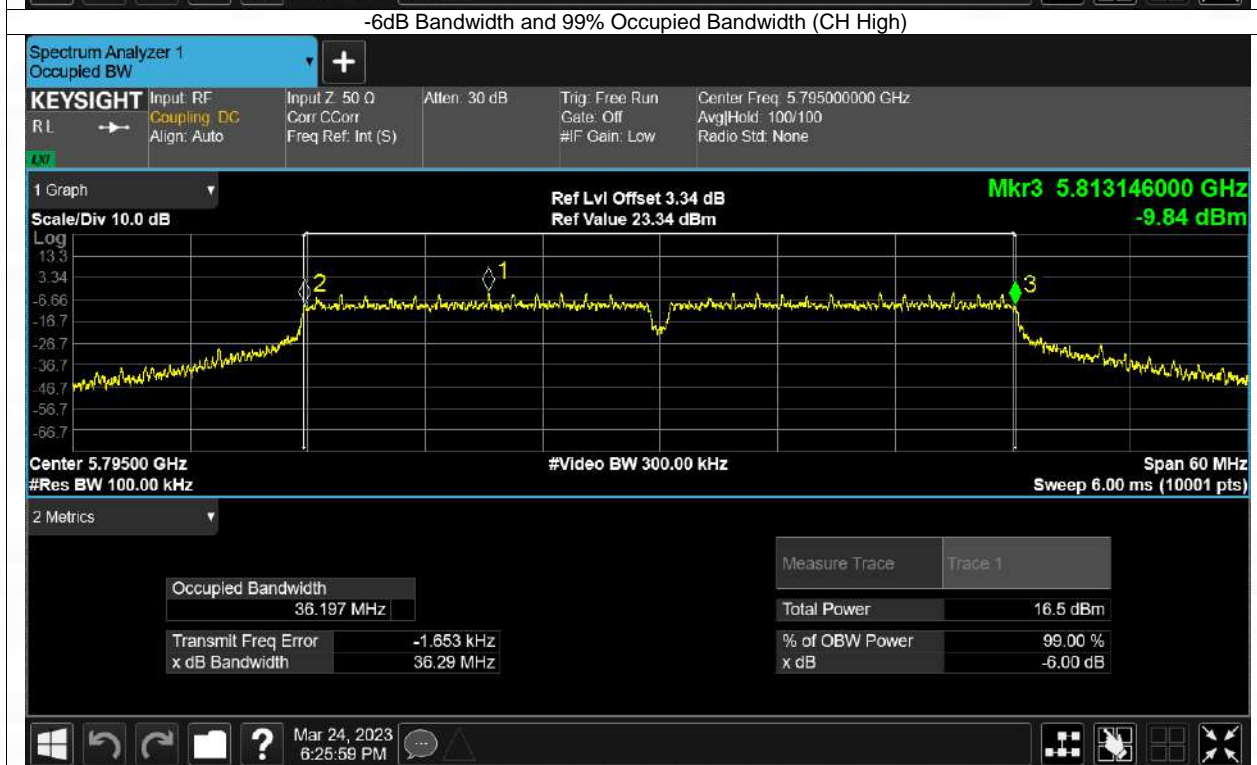 -6dB Bandwidth and 99% Occupied Bandwidth (CH High)
Spectrum Analyzer 1
Occupied BW
+
KEYSIGHT Input: RF Input Z: 50 Ω Atten: 30 dB Trig: Free Run Center Freq: 5.795000000 GHz
RL Coupling: DC Corr CCorr Gate: Off Avg|Hold: 100/100
Align: Auto Freq Ref: Int (S) #IF Gain: Low Radio Std: None
LXI
1 Graph Ref Lvl Offset 3.34 dB Mkr3 5.813146000 GHz
Scale/Div 10.0 dB Ref Value 23.34 dBm -9.84 dBm
Log
13.3
3.34 1
2 3
-6.66
-16.7
-26.7
-36.7
-46.7
-56.7
-66.7
Center 5.79500 GHz #Video BW 300.00 kHz Span 60 MHz
#Res BW 100.00 kHz Sweep 6.00 ms (10001 pts)
2 Metrics
Measure Trace Trace 1
Occupied Bandwidth
36.197 MHz Total Power 16.5 dBm
Transmit Freq Error -1.653 kHz % of OBW Power 99.00 %
x dB Bandwidth 36.29 MHz x dB -6.00 dB
? Mar 24, 2023
6:25:59 PM